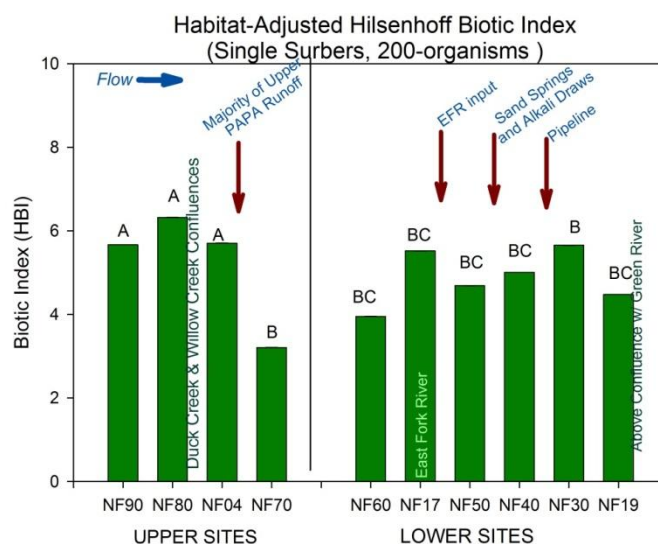 Habitat-Adjusted Hilsenhoff Biotic Index
(Single Surbers, 200-organisms )
Biotic Index (HBI)
10
8
6
4
2
0
Flow
Majority of Upper
PAPA Runoff
EFR input
Sand Springs
and Alkali Draws
Pipeline
A
A
A
B
BC
BC
BC
BC
B
BC
Duck Creek & Willow Creek Confluences
East Fork River
Above Confluence w/ Green River
NF90 NF80 NF04 NF70 NF60 NF17 NF50 NF40 NF30 NF19
UPPER SITES LOWER SITES